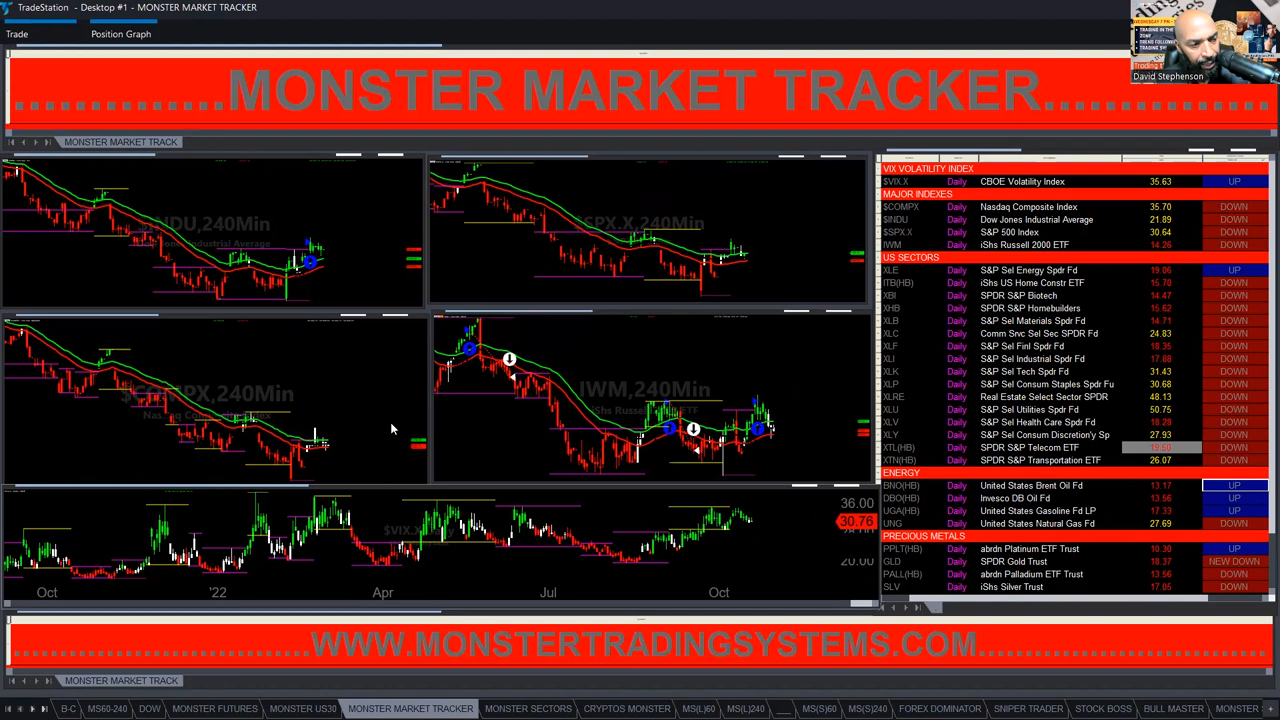 TradeStation - Desktop #1 - MONSTER MARKET TRACKER
Trade Position Graph
David Stephenson
..............MONSTER MARKET TRACKER..............
MONSTER MARKET TRACK
$INDU,240Min
Dow Jones Industrial Average
$SPX.X,240Min
$COMPX,240Min
Nasdaq Composite Index
IWM,240Min
iShs Russell 2000 ETF
36.00
30.76
20.00
Oct '22 Apr Jul Oct
VIX VOLATILITY INDEX
$VIX.X Daily CBOE Volatility Index 35.63 UP
MAJOR INDEXES
$COMPX Daily Nasdaq Composite Index 35.70 DOWN
$INDU Daily Dow Jones Industrial Average 21.89 DOWN
$SPX.X Daily S&P 500 Index 30.64 DOWN
IWM Daily iShs Russell 2000 ETF 14.26 DOWN
US SECTORS
XLE Daily S&P Sel Energy Spdr Fd 19.06 UP
ITB(HB) Daily iShs US Home Constr ETF 15.70 DOWN
XBI Daily SPDR S&P Biotech 14.47 DOWN
XHB Daily SPDR S&P Homebuilders 15.62 DOWN
XLB Daily S&P Sel Materials Spdr Fd 14.71 DOWN
XLC Daily Comm Srvc Sel Sec SPDR Fd 24.83 DOWN
XLF Daily S&P Sel Finl Spdr Fd 18.35 DOWN
XLI Daily S&P Sel Industrial Spdr Fd 17.88 DOWN
XLK Daily S&P Sel Tech Spdr Fd 31.43 DOWN
XLP Daily S&P Sel Consum Staples Spdr Fu 30.68 DOWN
XLRE Daily Real Estate Select Sector SPDR 48.13 DOWN
XLU Daily S&P Sel Utilities Spdr Fd 50.75 DOWN
XLV Daily S&P Sel Health Care Spdr Fd 18.28 DOWN
XLY Daily S&P Sel Consum Discretion'y Sp 27.93 DOWN
XTL(HB) Daily SPDR S&P Telecom ETF 19.50 DOWN
XTN(HB) Daily SPDR S&P Transportation ETF 26.07 DOWN
ENERGY
BNO(HB) Daily United States Brent Oil Fd 13.17 UP
DBO(HB) Daily Invesco DB Oil Fd 13.56 UP
UGA(HB) Daily United States Gasoline Fd LP 17.33 UP
UNG Daily United States Natural Gas Fd 27.69 DOWN
PRECIOUS METALS
PPLT(HB) Daily abrdn Platinum ETF Trust 10.30 UP
GLD Daily SPDR Gold Trust 18.37 NEW DOWN
PALL(HB) Daily abrdn Palladium ETF Trust 13.56 DOWN
SLV Daily iShs Silver Trust 17.05 DOWN
..............WWW.MONSTERTRADINGSYSTEMS.COM..............
MONSTER MARKET TRACK
B-C MS60-240 DOW MONSTER FUTURES MONSTER US30 MONSTER MARKET TRACKER MONSTER SECTORS CRYPTOS MONSTER MS(L)60 MS(L)240 ___ MS(S)60 MS(S)240 FOREX DOMINATOR SNIPER TRADER STOCK BOSS BULL MASTER MONSTER